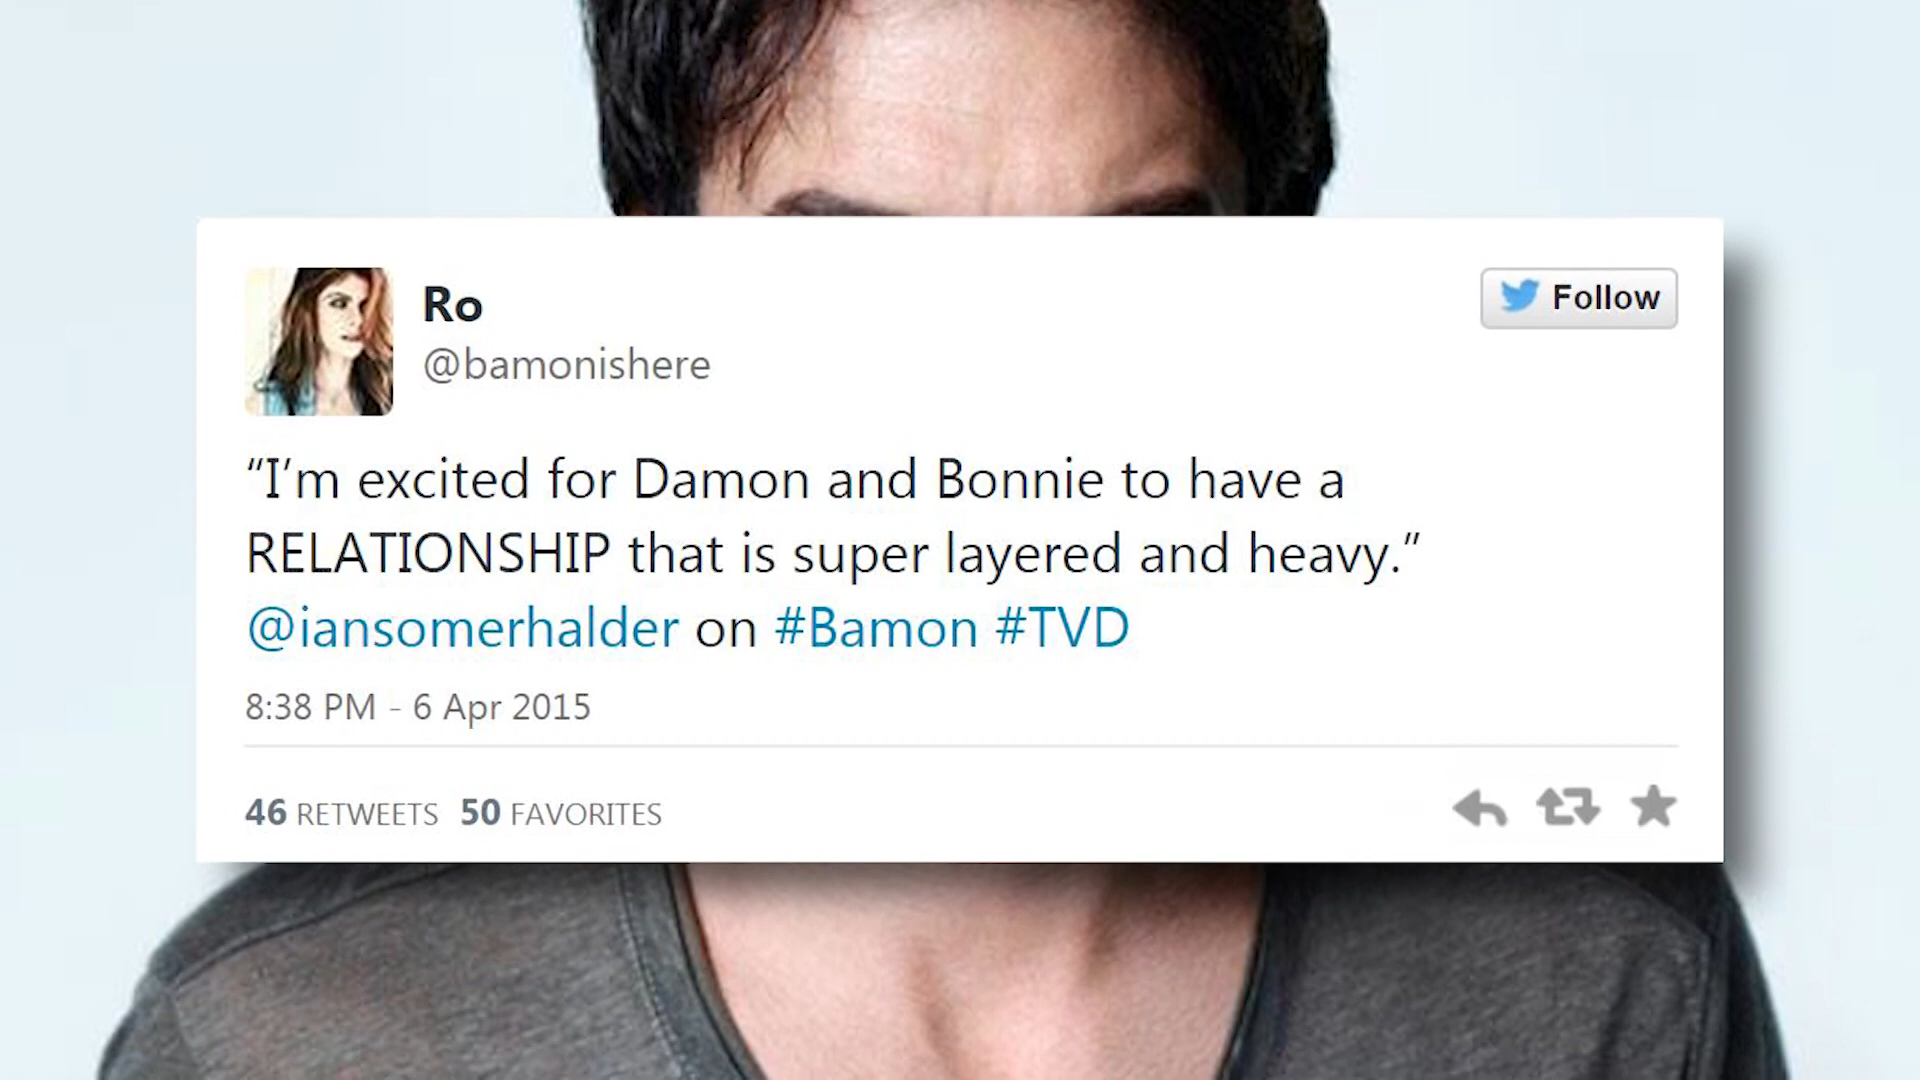 Ro
Follow
@bamonishere
“I’m excited for Damon and Bonnie to have a
RELATIONSHIP that is super layered and heavy.”
@iansomerhalder on #Bamon #TVD
8:38 PM - 6 Apr 2015
46 RETWEETS 50 FAVORITES